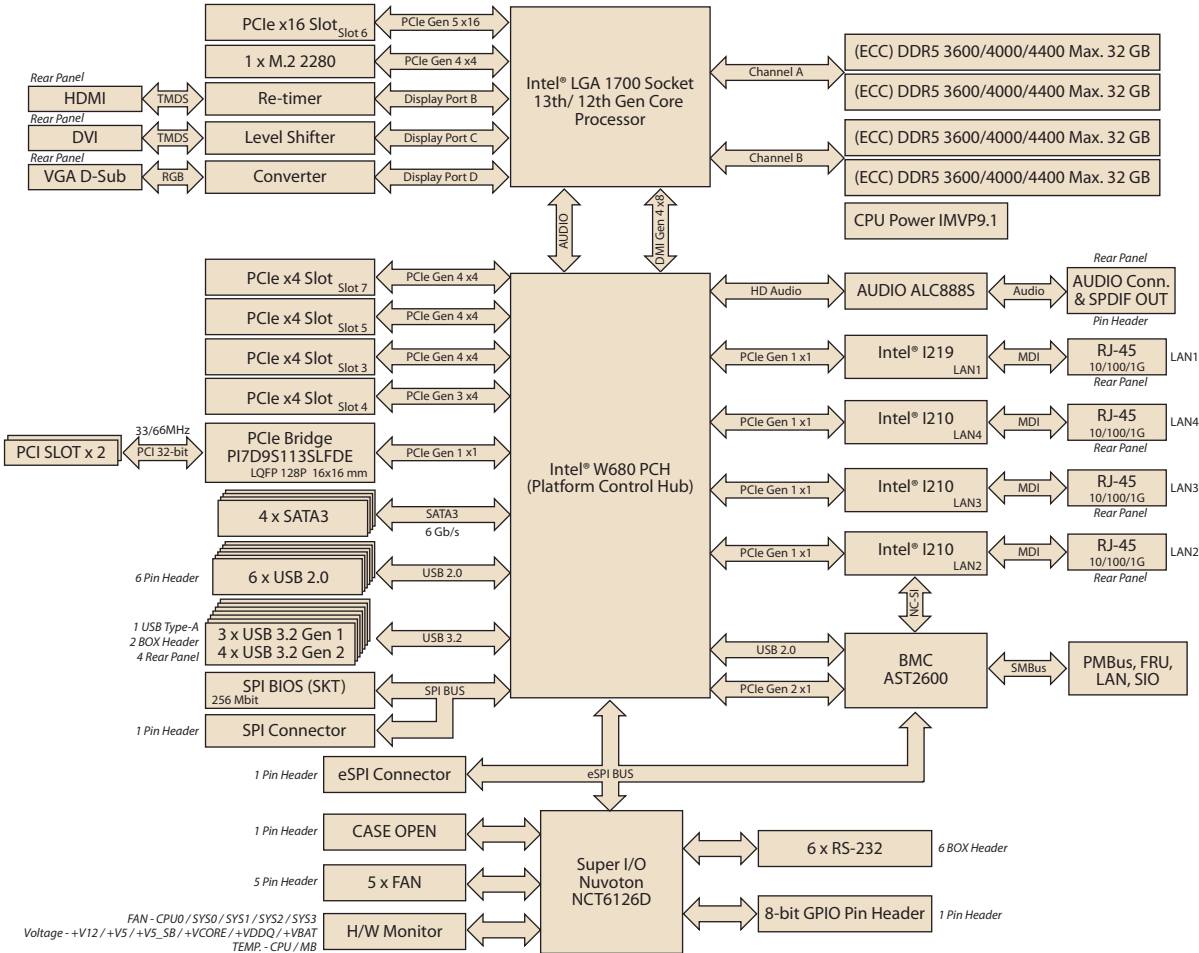 PCIe x16 Slot
Slot 6
PCIe Gen 5 x16
1 x M.2 2280
PCIe Gen 4 x4
Rear Panel
HDMI
TMDS
Re-timer
Display Port B
Rear Panel
DVI
TMDS
Level Shifter
Display Port C
Rear Panel
VGA D-Sub
RGB
Converter
Display Port D
Intel® LGA 1700 Socket
13th/ 12th Gen Core
Processor
Channel A
(ECC) DDR5 3600/4000/4400 Max. 32 GB
(ECC) DDR5 3600/4000/4400 Max. 32 GB
Channel B
(ECC) DDR5 3600/4000/4400 Max. 32 GB
(ECC) DDR5 3600/4000/4400 Max. 32 GB
CPU Power IMVP9.1
AUDIO
DMI Gen 4 x8
PCIe x4 Slot
Slot 7
PCIe Gen 4 x4
PCIe x4 Slot
Slot 5
PCIe Gen 4 x4
PCIe x4 Slot
Slot 3
PCIe Gen 4 x4
PCIe x4 Slot
Slot 4
PCIe Gen 3 x4
PCI SLOT x 2
33/66MHz
PCI 32-bit
PCIe Bridge
PI7D9S113SLFDE
LQFP 128P 16x16 mm
PCIe Gen 1 x1
4 x SATA3
SATA3
6 Gb/s
6 Pin Header
6 x USB 2.0
USB 2.0
1 USB Type-A
2 BOX Header
4 Rear Panel
3 x USB 3.2 Gen 1
4 x USB 3.2 Gen 2
USB 3.2
SPI BIOS (SKT)
256 Mbit
SPI BUS
1 Pin Header
SPI Connector
Intel® W680 PCH
(Platform Control Hub)
HD Audio
AUDIO ALC888S
Audio
Rear Panel
AUDIO Conn.
& SPDIF OUT
Pin Header
PCIe Gen 1 x1
Intel® I219
LAN1
MDI
RJ-45
10/100/1G
Rear Panel
LAN1
PCIe Gen 1 x1
Intel® I210
LAN4
MDI
RJ-45
10/100/1G
Rear Panel
LAN4
PCIe Gen 1 x1
Intel® I210
LAN3
MDI
RJ-45
10/100/1G
Rear Panel
LAN3
PCIe Gen 1 x1
Intel® I210
LAN2
MDI
RJ-45
10/100/1G
Rear Panel
LAN2
NC-SI
USB 2.0
PCIe Gen 2 x1
BMC
AST2600
SMBus
PMBus, FRU,
LAN, SIO
1 Pin Header
eSPI Connector
eSPI BUS
1 Pin Header
CASE OPEN
5 Pin Header
5 x FAN
FAN - CPU0 / SYS0 / SYS1 / SYS2 / SYS3
Voltage - +V12 / +V5 / +V5_SB / +VCORE / +VDDQ / +VBAT
TEMP. - CPU / MB
H/W Monitor
Super I/O
Nuvoton
NCT6126D
6 x RS-232
6 BOX Header
8-bit GPIO Pin Header
1 Pin Header